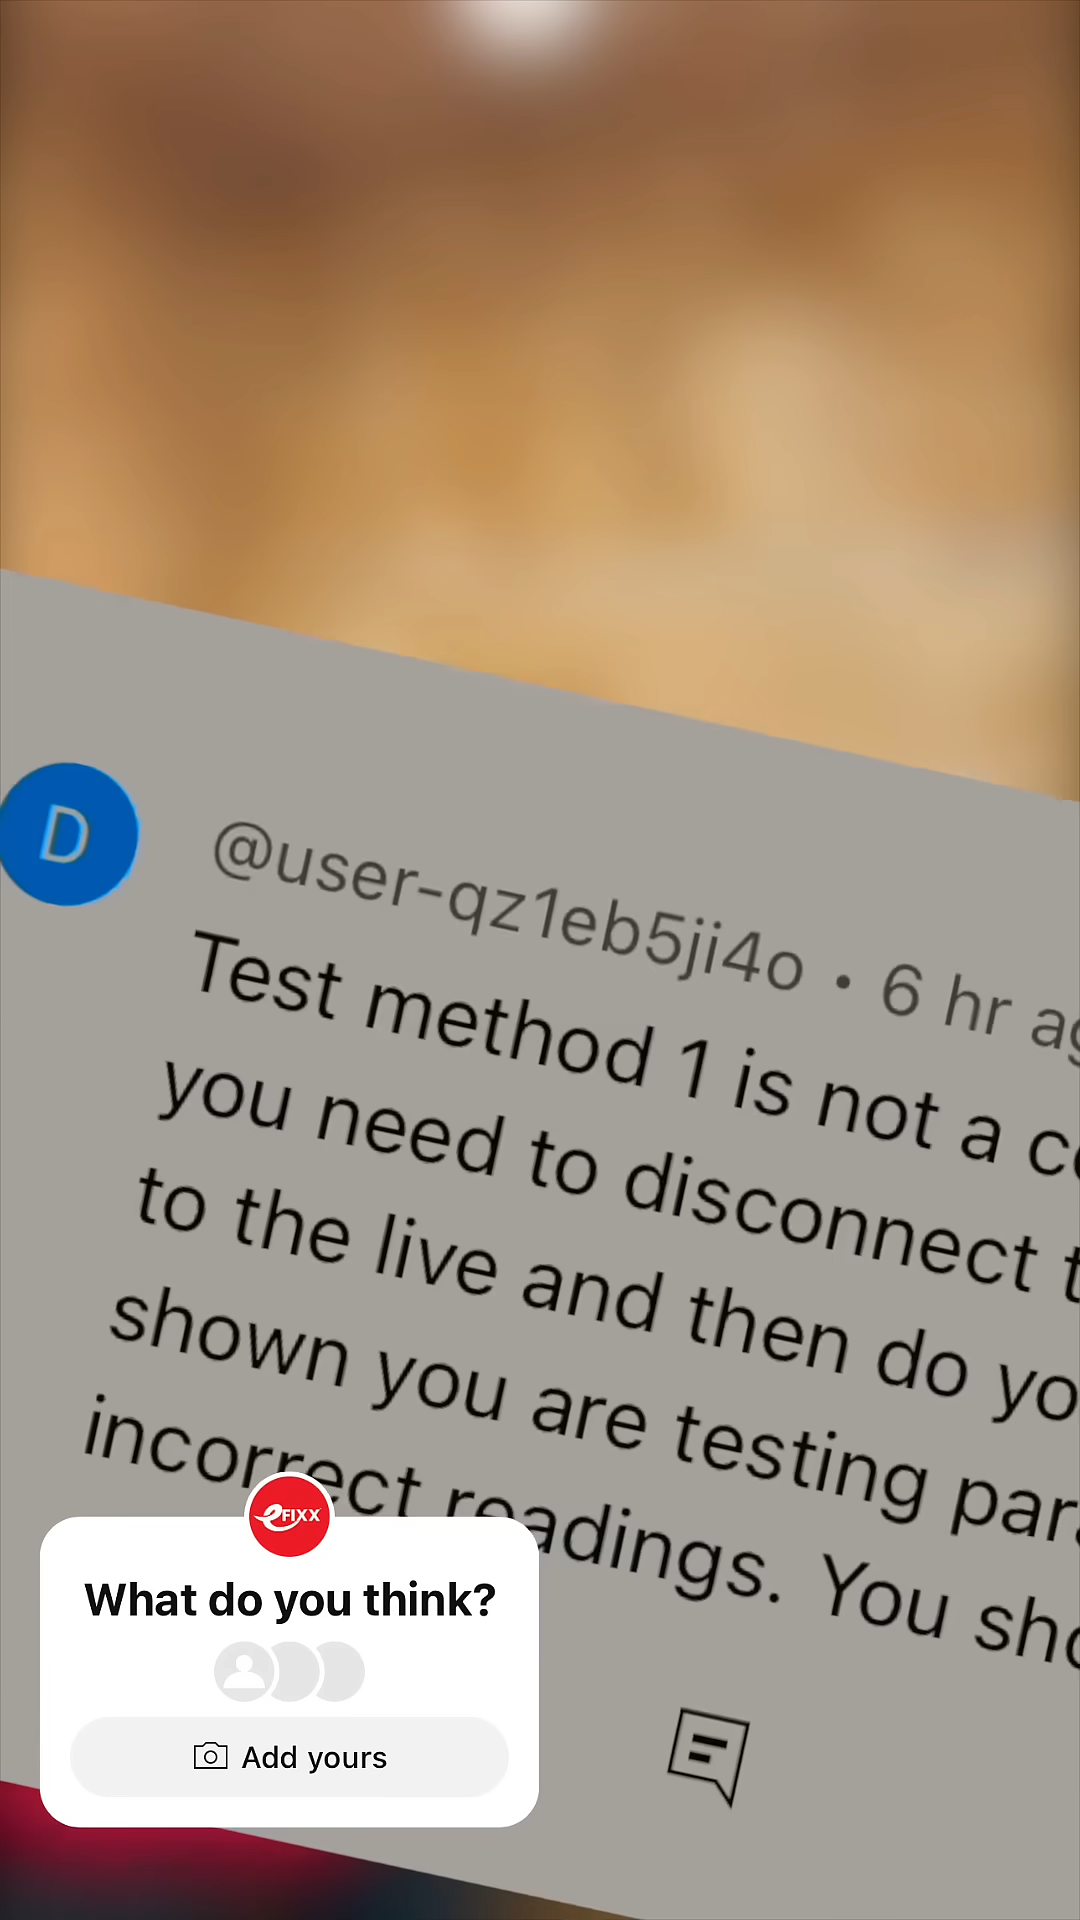 D
@user-qz1eb5ji4o • 6 hr
Test method 1 is not a
you need to disconnect
to the live and then do
shown you are testing
incorrect readings. You
eFIXX
What do you think?
Add yours